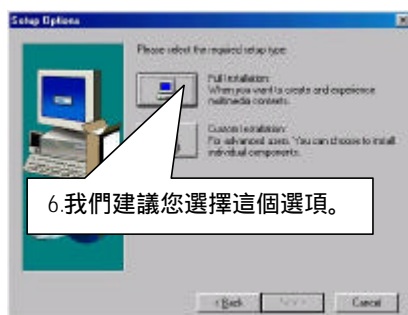 Setup Options
Please select the required setup type
Full Installation:
When you want to create and experience
multimedia contents.
Custom Installation:
For advanced users. You can choose to install
individual components.
6.我們建議您選擇這個選項。
< Back
Cancel